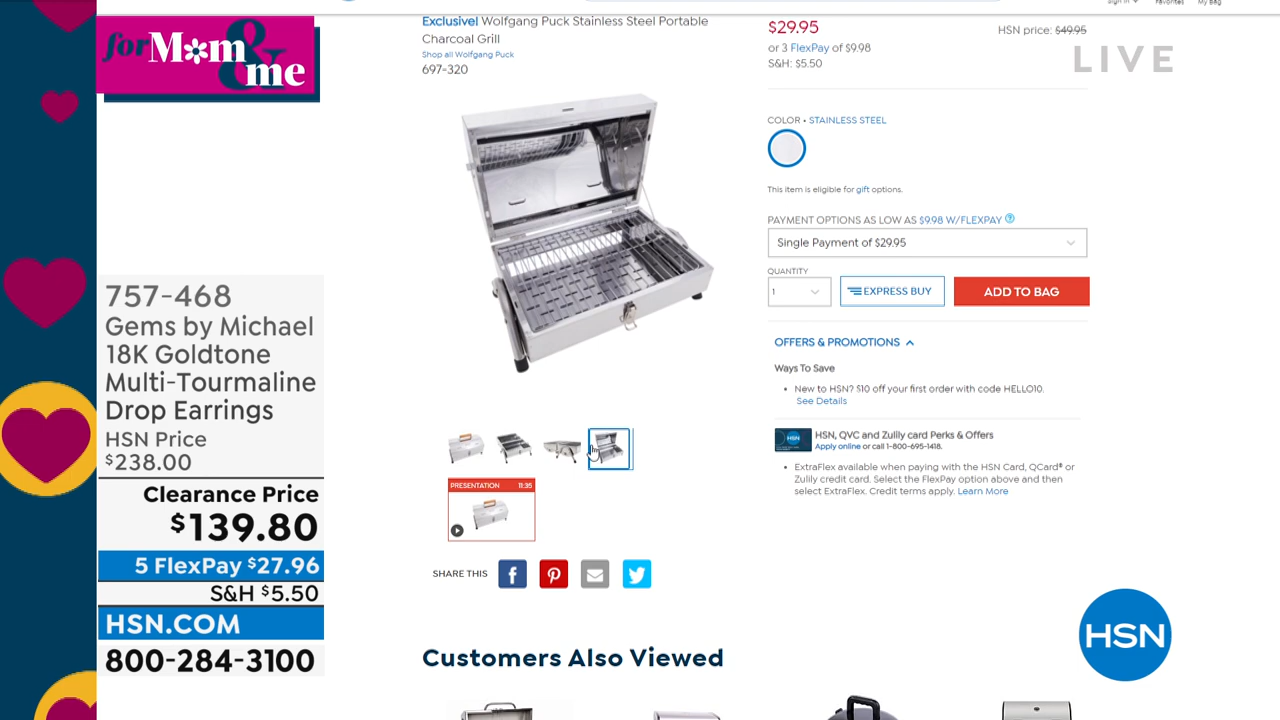 for Mom
& me
757-468
Gems by Michael
18K Goldtone
Multi-Tourmaline
Drop Earrings
HSN Price
$238.00
Clearance Price
$139.80
5 FlexPay $27.96
S&H $5.50
HSN.COM
800-284-3100
Exclusive! Wolfgang Puck Stainless Steel Portable
Charcoal Grill
Shop all Wolfgang Puck
697-320
PRESENTATION 11:35
SHARE THIS
Customers Also Viewed
Sign In Favorites My Bag
$29.95
HSN price: $49.95
or 3 FlexPay of $9.98
S&H: $5.50
LIVE
COLOR • STAINLESS STEEL
This item is eligible for gift options.
PAYMENT OPTIONS AS LOW AS $9.98 W/FLEXPAY ?
Single Payment of $29.95
QUANTITY
1
EXPRESS BUY
ADD TO BAG
OFFERS & PROMOTIONS
Ways To Save
• New to HSN? $10 off your first order with code HELLO10.
See Details
HSN
HSN, QVC and Zulily card Perks & Offers
Apply online or call 1-800-695-1418.
• ExtraFlex available when paying with the HSN Card, QCard® or
Zulily credit card. Select the FlexPay option above and then
select ExtraFlex. Credit terms apply. Learn More
HSN